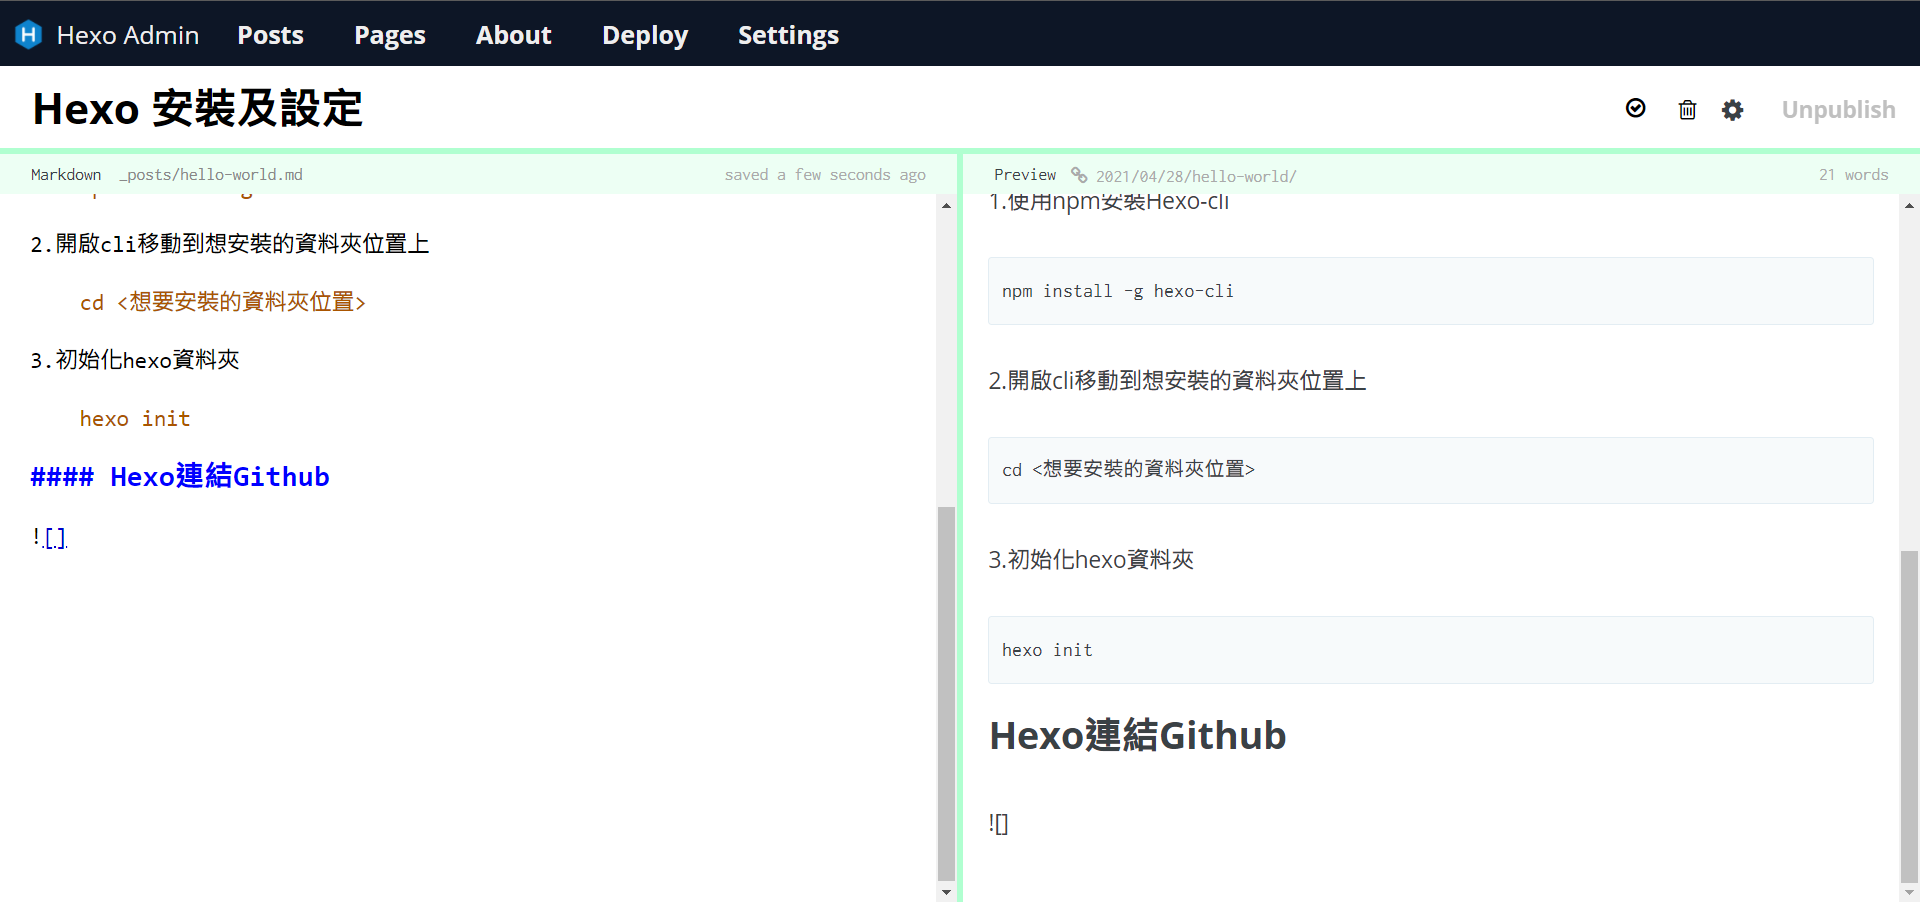 Hexo Admin Posts Pages About Deploy Settings
Hexo 安裝及設定
Unpublish
Markdown _posts/hello-world.md saved a few seconds ago
2.開啟cli移動到想安裝的資料夾位置上
cd <想要安裝的資料夾位置>
3.初始化hexo資料夾
hexo init
#### Hexo連結Github
![]
Preview 2021/04/28/hello-world/ 21 words
1.使用npm安裝Hexo-cli
npm install -g hexo-cli
2.開啟cli移動到想安裝的資料夾位置上
cd <想要安裝的資料夾位置>
3.初始化hexo資料夾
hexo init
Hexo連結Github
![]